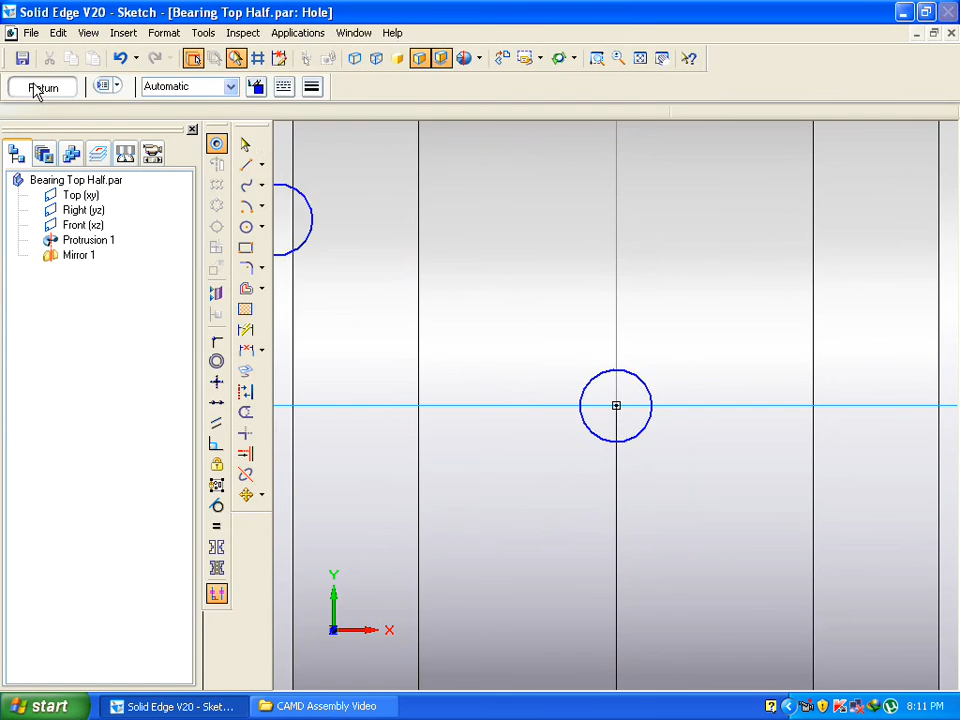 Solid Edge V20 - Sketch - [Bearing Top Half.par: Hole]
File Edit View Insert Format Tools Inspect Applications Window Help
Automatic
Bearing Top Half.par
Top (xy)
Right (yz)
Front (xz)
Protrusion 1
Mirror 1
Y
X
start Solid Edge V20 - Sket... CAMD Assembly Video 8:11 PM